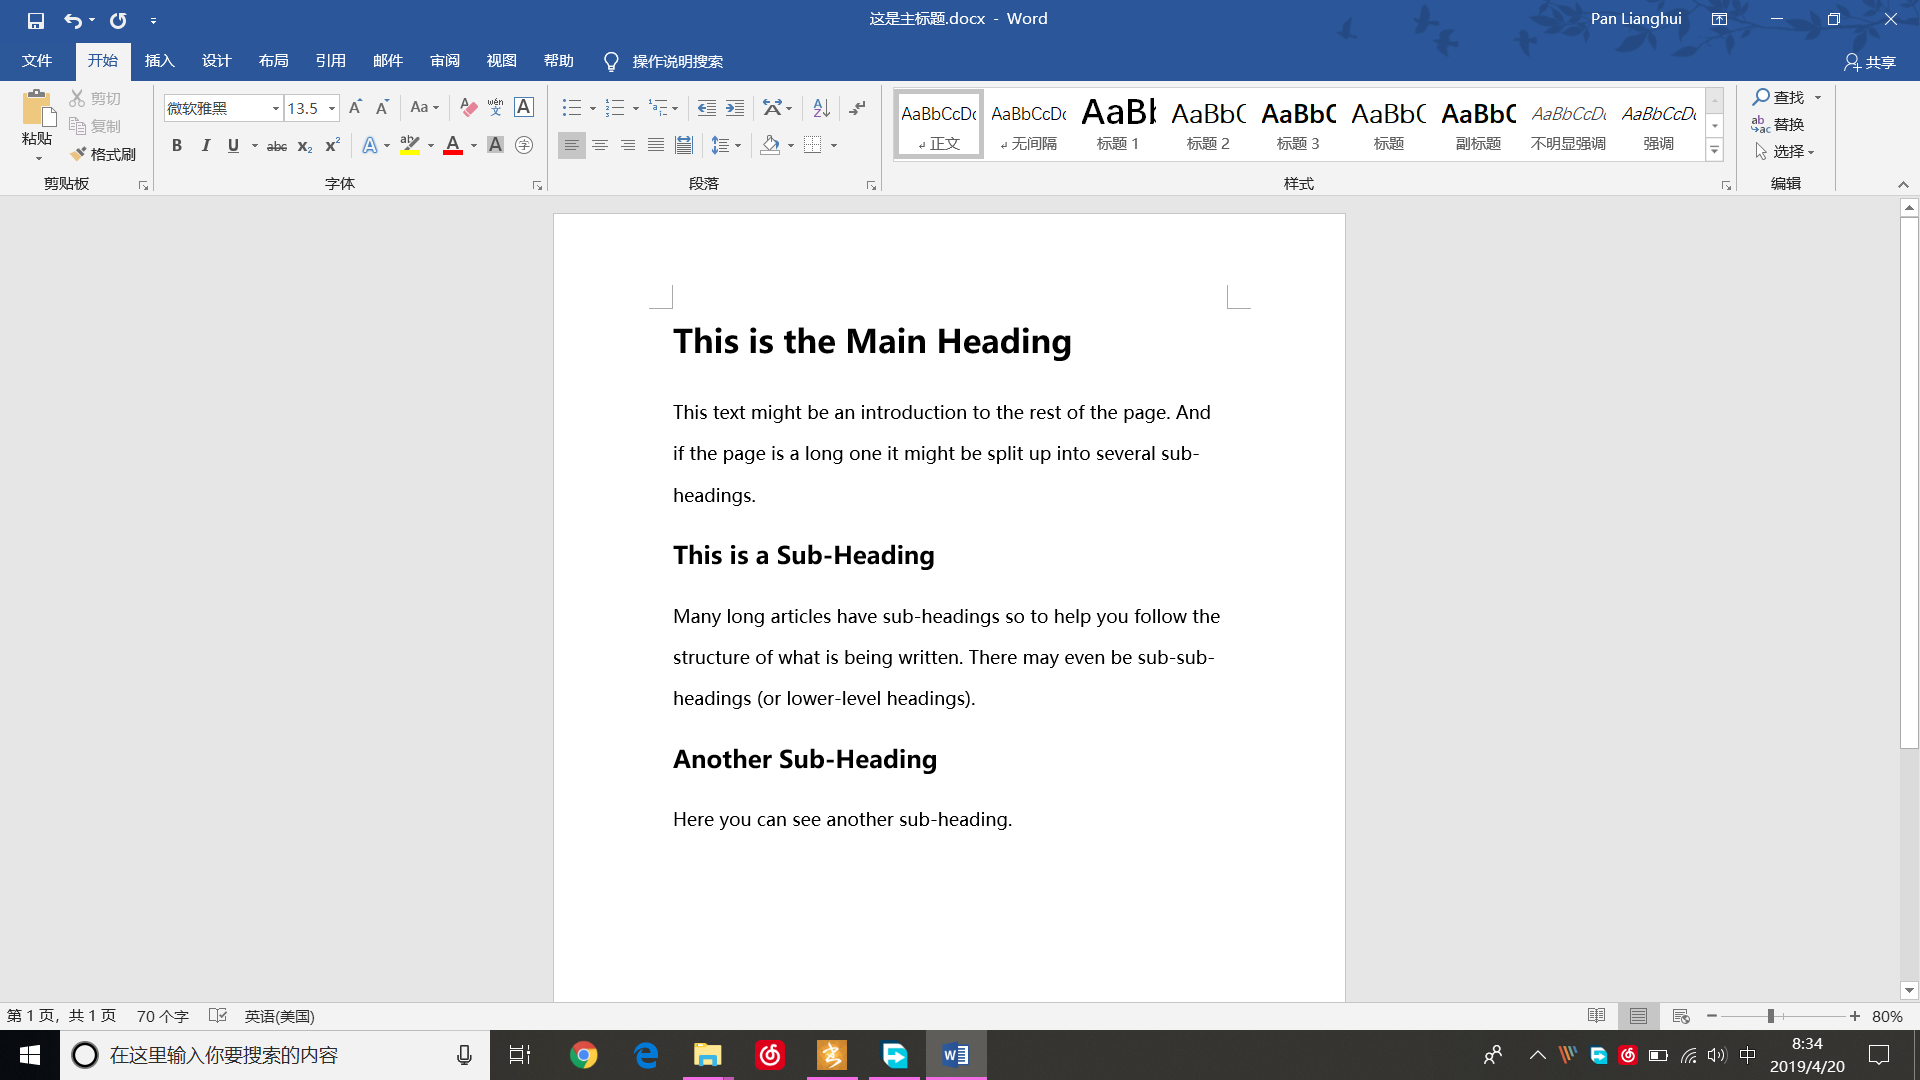 这是主标题.docx - Word
Pan Lianghui
文件 开始 插入 设计 布局 引用 邮件 审阅 视图 帮助 操作说明搜索 共享
粘贴
剪切
复制
格式刷
剪贴板
微软雅黑 13.5 Aa wén 文 A
B I U abc x₂ x² A ab A A 字
字体
段落
AaBbCcDc 正文
AaBbCcDc 无间隔
AaBb 标题 1
AaBbC 标题 2
AaBbC 标题 3
AaBbC 标题
AaBbC 副标题
AaBbCcDc 不明显强调
AaBbCcDc 强调
样式
查找
替换
选择
编辑
This is the Main Heading
This text might be an introduction to the rest of the page. And
if the page is a long one it might be split up into several sub-
headings.
This is a Sub-Heading
Many long articles have sub-headings so to help you follow the
structure of what is being written. There may even be sub-sub-
headings (or lower-level headings).
Another Sub-Heading
Here you can see another sub-heading.
第 1 页，共 1 页 70 个字 英语(美国) 80%
在这里输入你要搜索的内容
中
8:34
2019/4/20